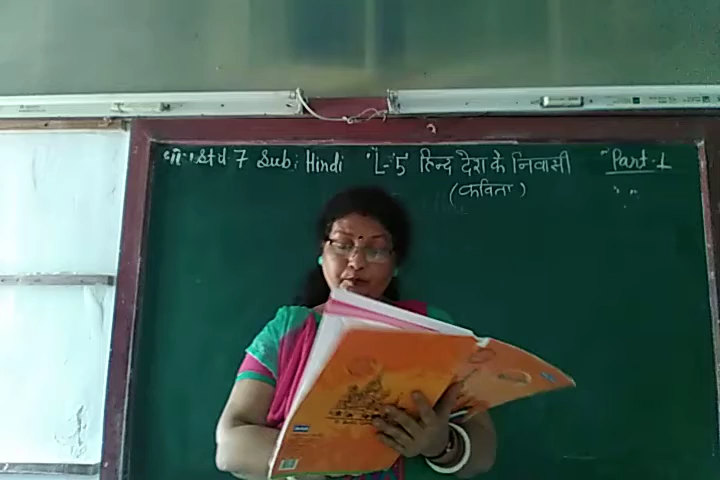 Std 7 Sub: Hindi 'L-5' हिन्द देश के निवासी Part-1
(कविता)